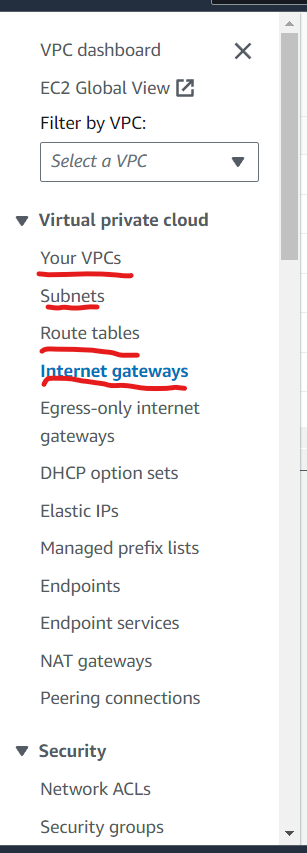 VPC dashboard
EC2 Global View
Filter by VPC:
Select a VPC
Virtual private cloud
Your VPCs
Subnets
Route tables
Internet gateways
Egress-only internet
gateways
DHCP option sets
Elastic IPs
Managed prefix lists
Endpoints
Endpoint services
NAT gateways
Peering connections
Security
Network ACLs
Security groups